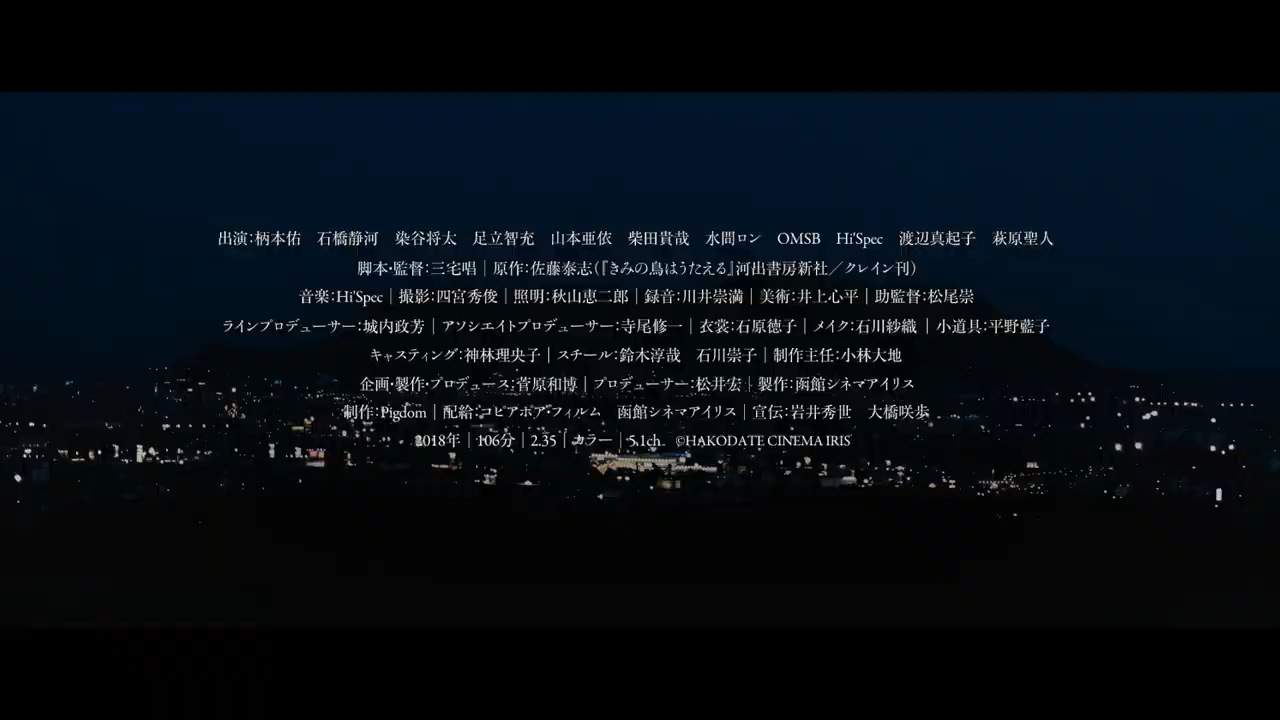 出演：柄本佑　石橋静河　染谷将太　足立智充　山本亜依　柴田貴哉　水間ロン　OMSB　Hi'Spec　渡辺真起子　萩原聖人
脚本・監督：三宅唱｜原作：佐藤泰志（『きみの鳥はうたえる』河出書房新社／クレイン刊）
音楽：Hi'Spec｜撮影：四宮秀俊｜照明：秋山恵二郎｜録音：川井崇満｜美術：井上心平｜助監督：松尾崇
ラインプロデューサー：城内政芳｜アソシエイトプロデューサー：寺尾修一｜衣裳：石原徳子｜メイク：石川紗織｜小道具：平野藍子
キャスティング：神林理央子｜スチール：鈴木淳哉　石川崇子｜制作主任：小林大地
企画・製作・プロデュース：菅原和博｜プロデューサー：松井宏｜製作：函館シネマアイリス
制作：Pigdom｜配給：コピアポア・フィルム　函館シネマアイリス｜宣伝：岩井秀世　大橋咲歩
2018年｜106分｜2.35｜カラー｜5.1ch　©HAKODATE CINEMA IRIS